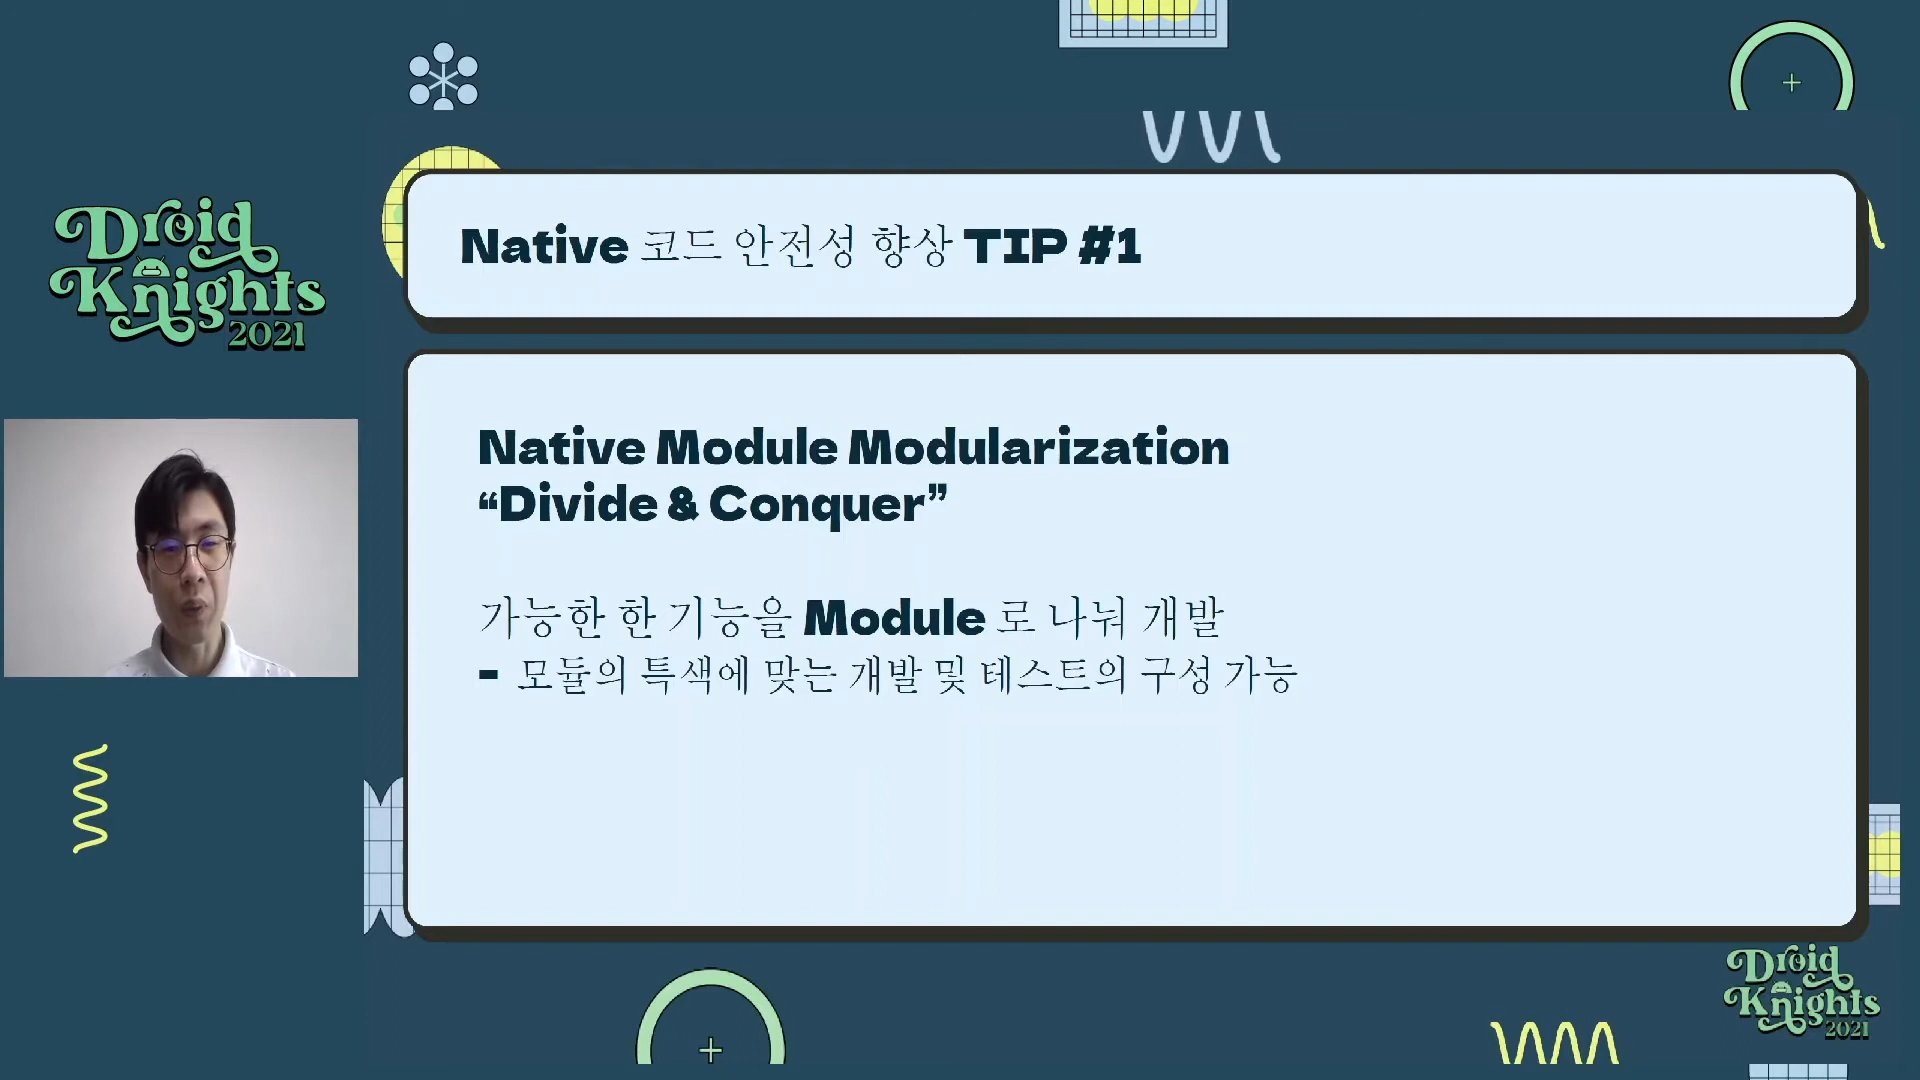 Droid
Knights
2021
Native 코드 안전성 향상 TIP #1
Native Module Modularization
“Divide & Conquer”
가능한 한 기능을 Module 로 나눠 개발
- 모듈의 특색에 맞는 개발 및 테스트의 구성 가능
Droid
Knights
2021